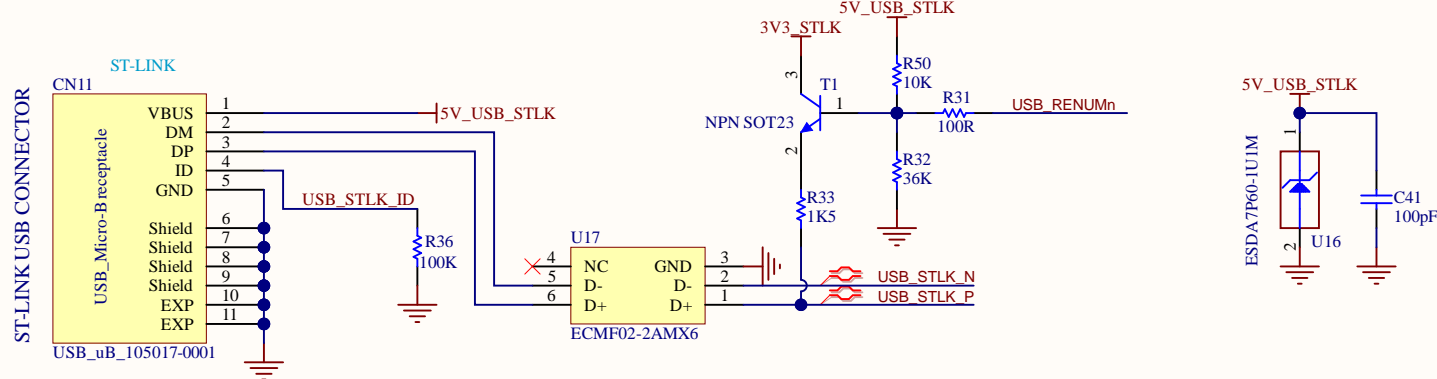 5V_USB_STLK
3V3_STLK
ST-LINK
CN11
ST-LINK USB CONNECTOR
USB_Micro-B receptacle
VBUS 1
DM 2
DP 3
ID 4
GND 5
Shield 6
Shield 7
Shield 8
Shield 9
EXP 10
EXP 11
USB_uB_105017-0001
5V_USB_STLK
USB_STLK_ID
R36
100K
U17
4 NC GND 3
5 D- D- 2
6 D+ D+ 1
ECMF02-2AMX6
3
T1
1
NPN SOT23
2
R33
1K5
R50
10K
R31
100R
USB_RENUMn
R32
36K
USB_STLK_N
USB_STLK_P
5V_USB_STLK
ESDA7P60-1U1M
1
2
U16
C41
100pF